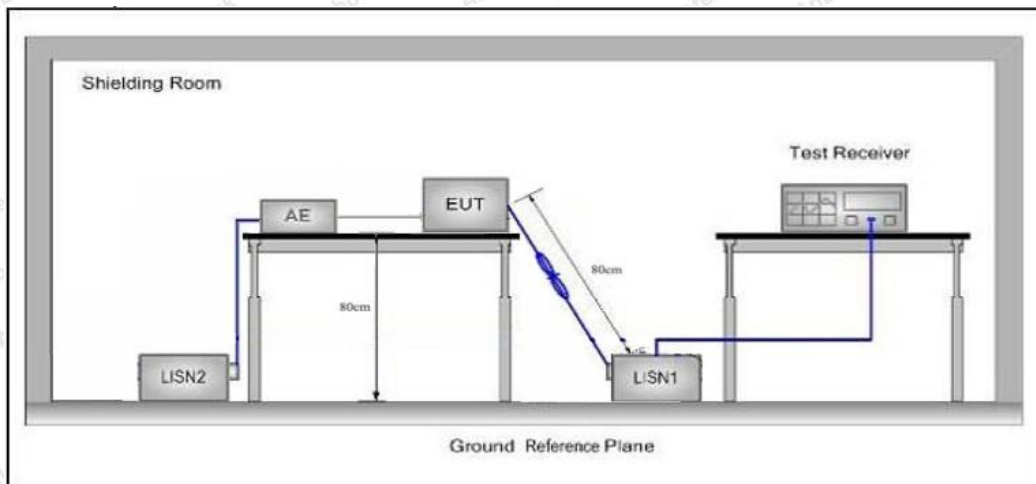 Shielding Room
Test Receiver
AE
EUT
80cm
80cm
LISN2
LISN1
Ground Reference Plane